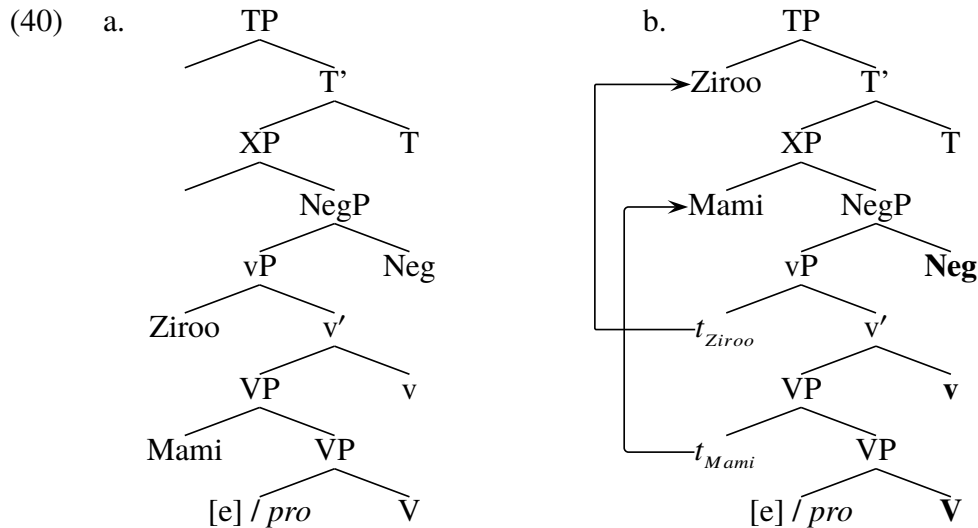 (40) a. TP b. TP
T’ Ziroo T’
XP T XP T
NegP Mami NegP
vP Neg vP Neg
Ziroo v′ t_Ziroo v′
VP v VP v
Mami VP t_Mami VP
[e] / pro V [e] / pro V